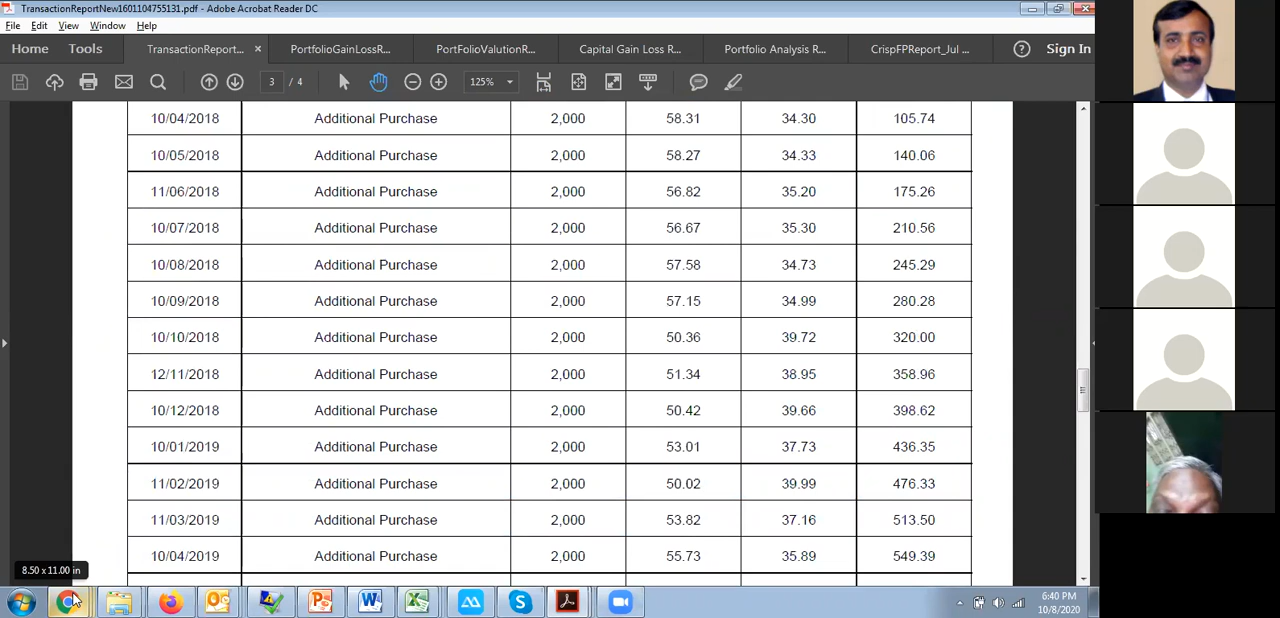 TransactionReportNew1601104755131.pdf - Adobe Acrobat Reader DC
File Edit View Window Help
Home Tools TransactionReport... × PortfolioGainLossR... PortFolioValutionR... Capital Gain Loss R... Portfolio Analysis R... CrispFPReport_Jul ... Sign In
3 / 4 125%
10/04/2018 Additional Purchase 2,000 58.31 34.30 105.74
10/05/2018 Additional Purchase 2,000 58.27 34.33 140.06
11/06/2018 Additional Purchase 2,000 56.82 35.20 175.26
10/07/2018 Additional Purchase 2,000 56.67 35.30 210.56
10/08/2018 Additional Purchase 2,000 57.58 34.73 245.29
10/09/2018 Additional Purchase 2,000 57.15 34.99 280.28
10/10/2018 Additional Purchase 2,000 50.36 39.72 320.00
12/11/2018 Additional Purchase 2,000 51.34 38.95 358.96
10/12/2018 Additional Purchase 2,000 50.42 39.66 398.62
10/01/2019 Additional Purchase 2,000 53.01 37.73 436.35
11/02/2019 Additional Purchase 2,000 50.02 39.99 476.33
11/03/2019 Additional Purchase 2,000 53.82 37.16 513.50
10/04/2019 Additional Purchase 2,000 55.73 35.89 549.39
8.50 x 11.00 in
6:40 PM
10/8/2020